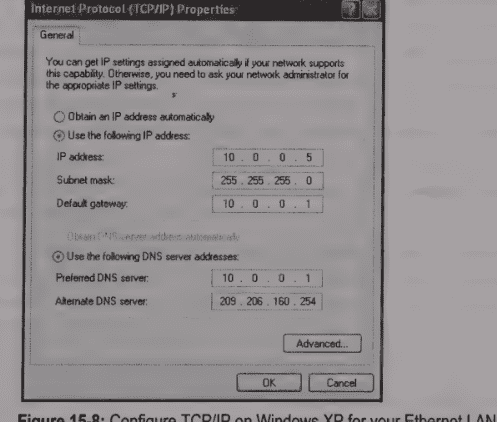 Internet Protocol (TCP/IP) Properties
?
General
You can get IP settings assigned automatically if your network supports
this capability. Otherwise, you need to ask your network administrator for
the appropriate IP settings.
Obtain an IP address automatically
Use the following IP address:
IP address: 10 . 0 . 0 . 5
Subnet mask: 255 . 255 . 255 . 0
Default gateway: 10 . 0 . 0 . 1
Obtain DNS server address automatically
Use the following DNS server addresses:
Preferred DNS server: 10 . 0 . 0 . 1
Alternate DNS server: 209 . 206 . 160 . 254
Advanced...
OK Cancel
Figure 15-8: Configure TCP/IP on Windows XP for your Ethernet LAN